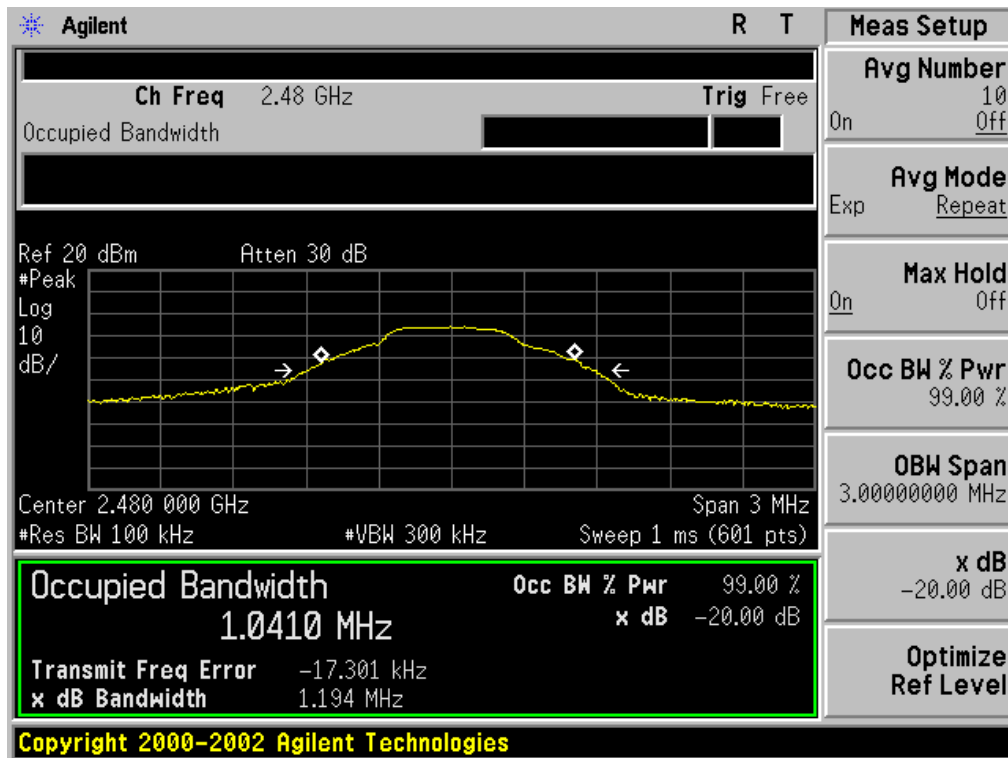 Agilent R T
Ch Freq 2.48 GHz Trig Free
Occupied Bandwidth
Ref 20 dBm Atten 30 dB
#Peak
Log
10
dB/
Center 2.480 000 GHz Span 3 MHz
#Res BW 100 kHz #VBW 300 kHz Sweep 1 ms (601 pts)
Occupied Bandwidth Occ BW % Pwr 99.00 %
1.0410 MHz x dB -20.00 dB
Transmit Freq Error -17.301 kHz
x dB Bandwidth 1.194 MHz
Copyright 2000-2002 Agilent Technologies
Meas Setup
Avg Number
10
On Off
Avg Mode
Exp Repeat
Max Hold
On Off
Occ BW % Pwr
99.00 %
OBW Span
3.00000000 MHz
x dB
-20.00 dB
Optimize
Ref Level